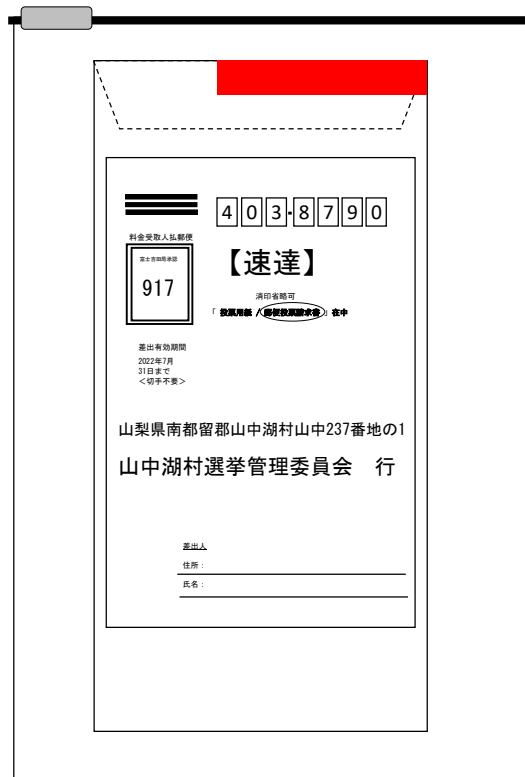 403-8790
料金受取人払郵便
富士吉田局承認
917
【速達】
消印省略可
「 投票用紙 / 郵便投票請求書 」在中
差出有効期間
2022年7月
31日まで
＜切手不要＞
山梨県南都留郡山中湖村山中237番地の1
山中湖村選挙管理委員会 行
差出人
住所：
氏名：